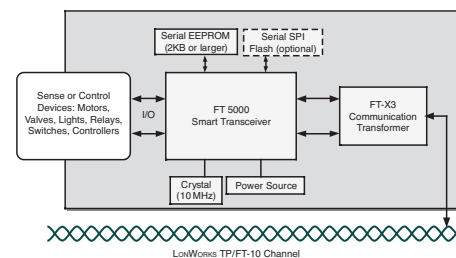 Serial EEPROM
(2KB or larger)
Serial SPI
Flash (optional)
Sense or Control
Devices: Motors,
Valves, Lights, Relays,
Switches, Controllers
I/O
FT 5000
Smart Transceiver
FT-X3
Communication
Transformer
Crystal
(10 MHz)
Power Source
LONWORKS TP/FT-10 Channel